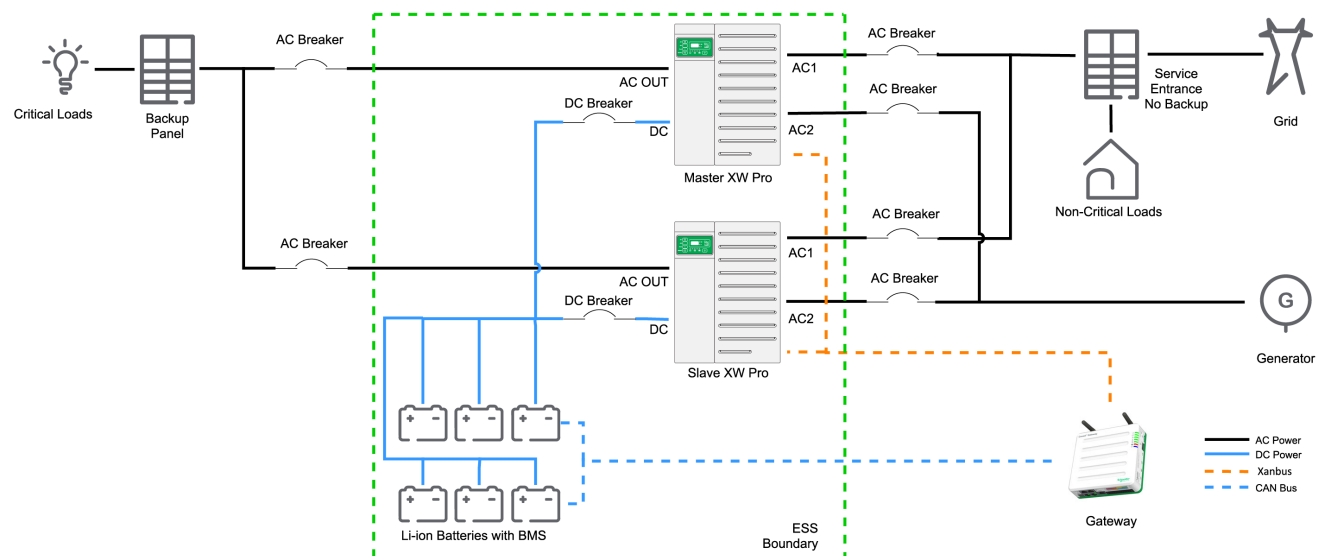 AC Breaker
AC Breaker
AC OUT
AC1
DC Breaker
AC Breaker
Service
Entrance
No Backup
Critical Loads
Backup
Panel
DC
AC2
Grid
Master XW Pro
AC Breaker
Non-Critical Loads
AC Breaker
AC1
AC OUT
AC Breaker
DC Breaker
DC
AC2
G
Slave XW Pro
Generator
AC Power
DC Power
Xanbus
CAN Bus
Gateway
Li-ion Batteries with BMS
ESS
Boundary